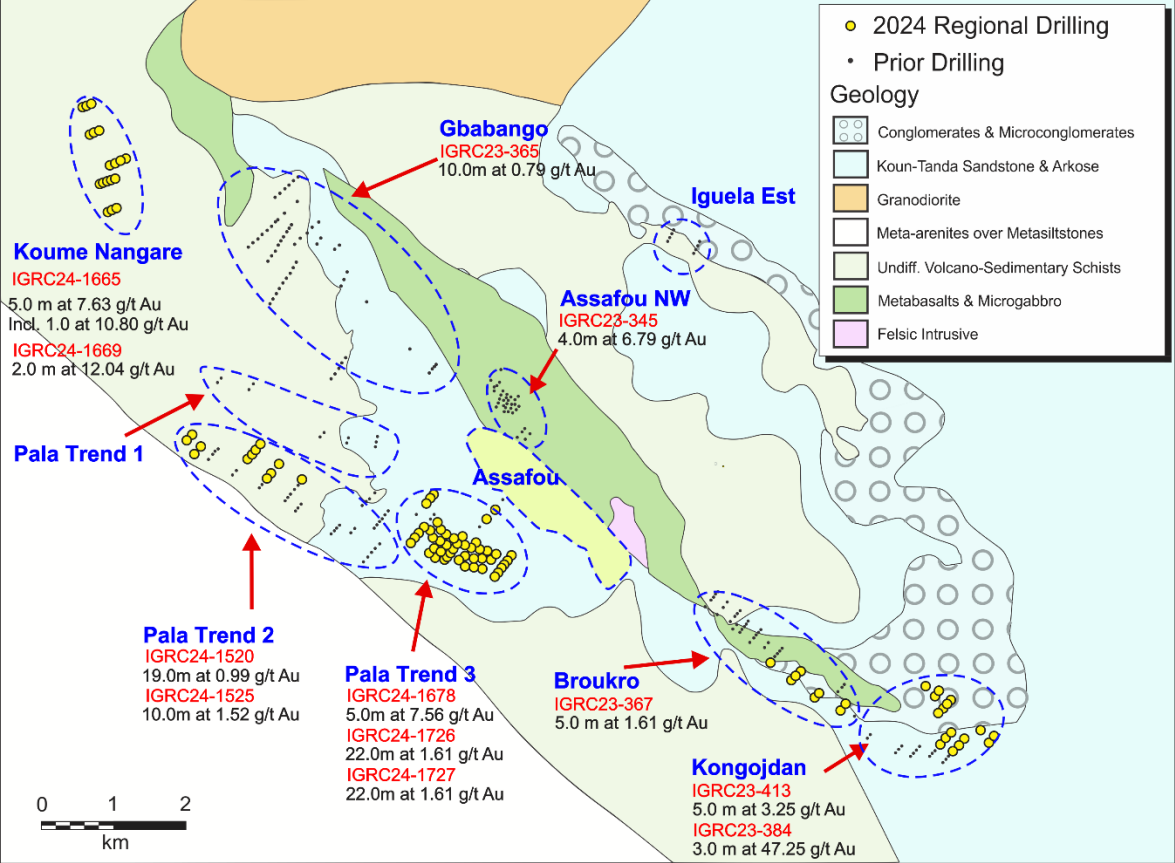 2024 Regional Drilling
Prior Drilling
Geology
Conglomerates & Microconglomerates
Koun-Tanda Sandstone & Arkose
Granodiorite
Meta-arenites over Metasiltstones
Undiff. Volcano-Sedimentary Schists
Metabasalts & Microgabbro
Felsic Intrusive
Gbabango
IGRC23-365
10.0m at 0.79 g/t Au
Iguela Est
Koume Nangare
IGRC24-1665
5.0 m at 7.63 g/t Au
Incl. 1.0 at 10.80 g/t Au
IGRC24-1669
2.0 m at 12.04 g/t Au
Assafou NW
IGRC23-345
4.0m at 6.79 g/t Au
Pala Trend 1
Assafou
Pala Trend 2
IGRC24-1520
19.0m at 0.99 g/t Au
IGRC24-1525
10.0m at 1.52 g/t Au
Pala Trend 3
IGRC24-1678
5.0m at 7.56 g/t Au
IGRC24-1726
22.0m at 1.61 g/t Au
IGRC24-1727
22.0m at 1.61 g/t Au
Broukro
IGRC23-367
5.0 m at 1.61 g/t Au
Kongojdan
IGRC23-413
5.0 m at 3.25 g/t Au
IGRC23-384
3.0 m at 47.25 g/t Au
0 1 2
km